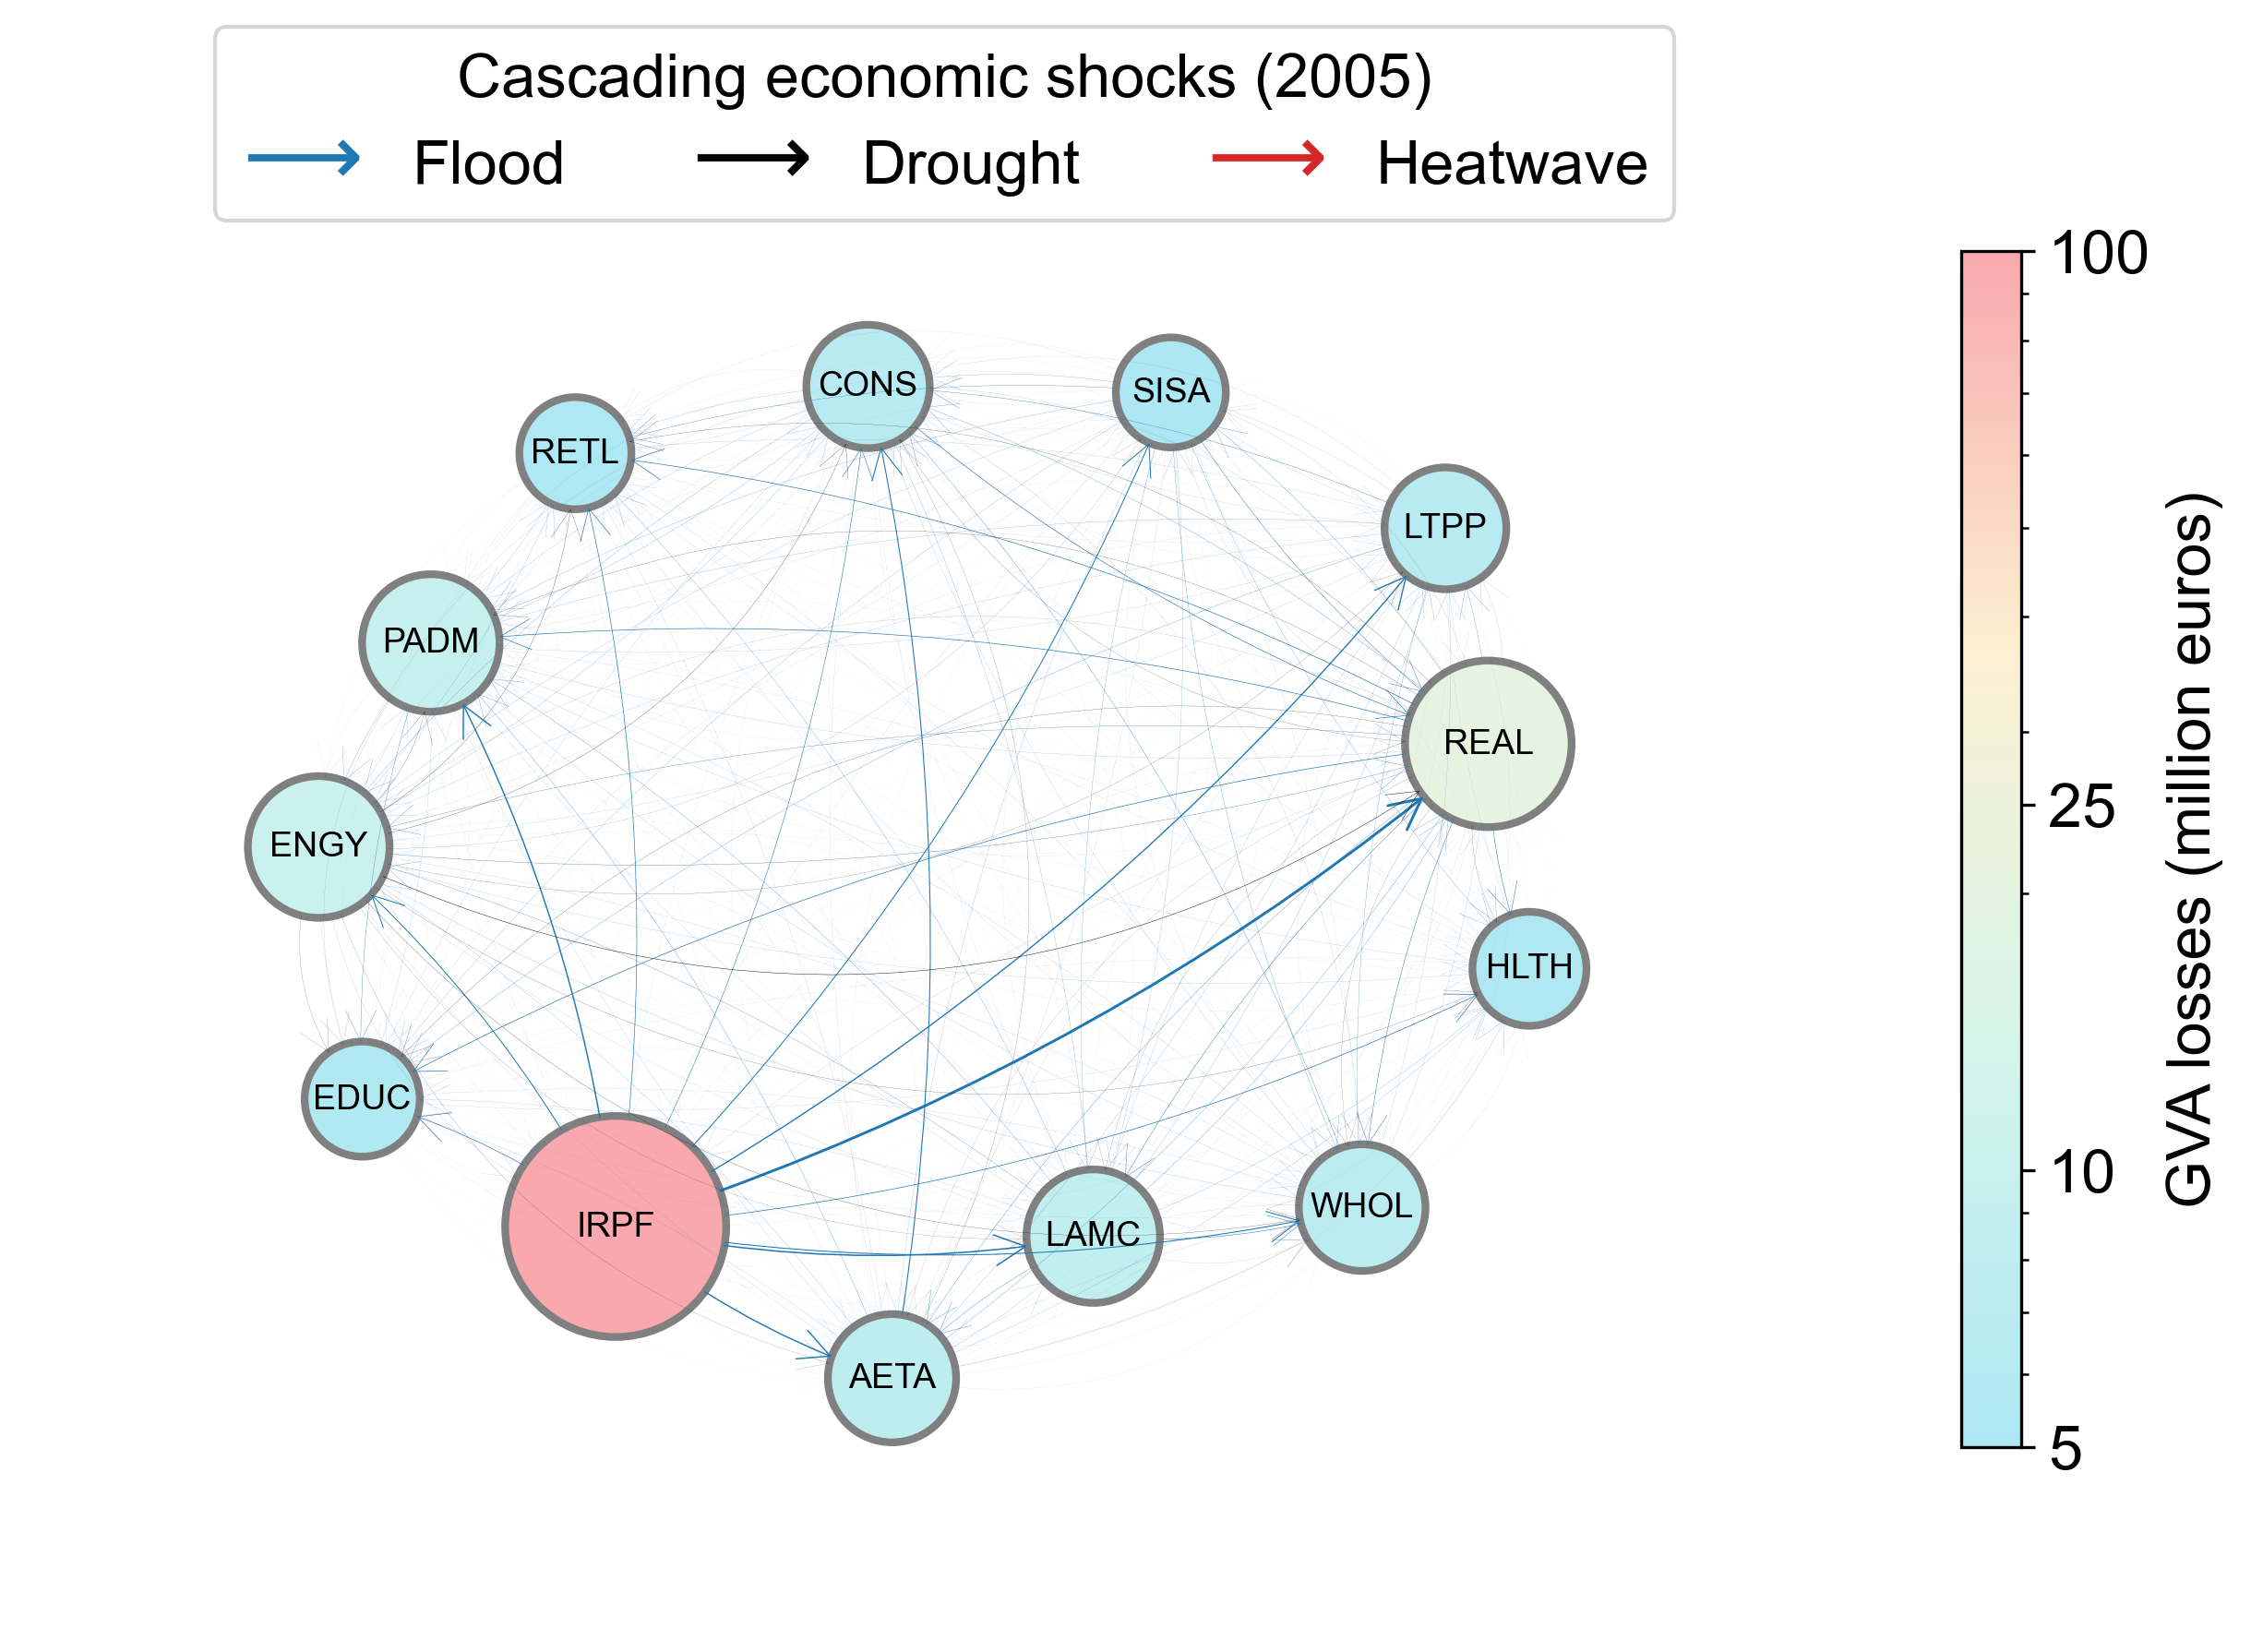 Cascading economic shocks (2005)
Flood Drought Heatwave
CONS
SISA
RETL
LTPP
PADM
REAL
ENGY
HLTH
EDUC
IRPF
LAMC
WHOL
AETA
100
25
10
5
GVA losses (million euros)